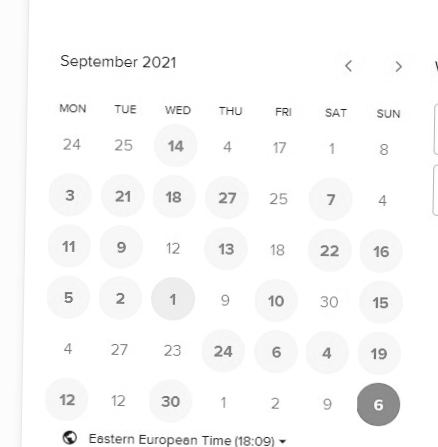 September 2021
MON TUE WED THU FRI SAT SUN
24 25 14 4 17 1 8
3 21 18 27 25 7 4
11 9 12 13 18 22 16
5 2 1 9 10 30 15
4 27 23 24 6 4 19
12 12 30 1 2 9 6
Eastern European Time (18:09)